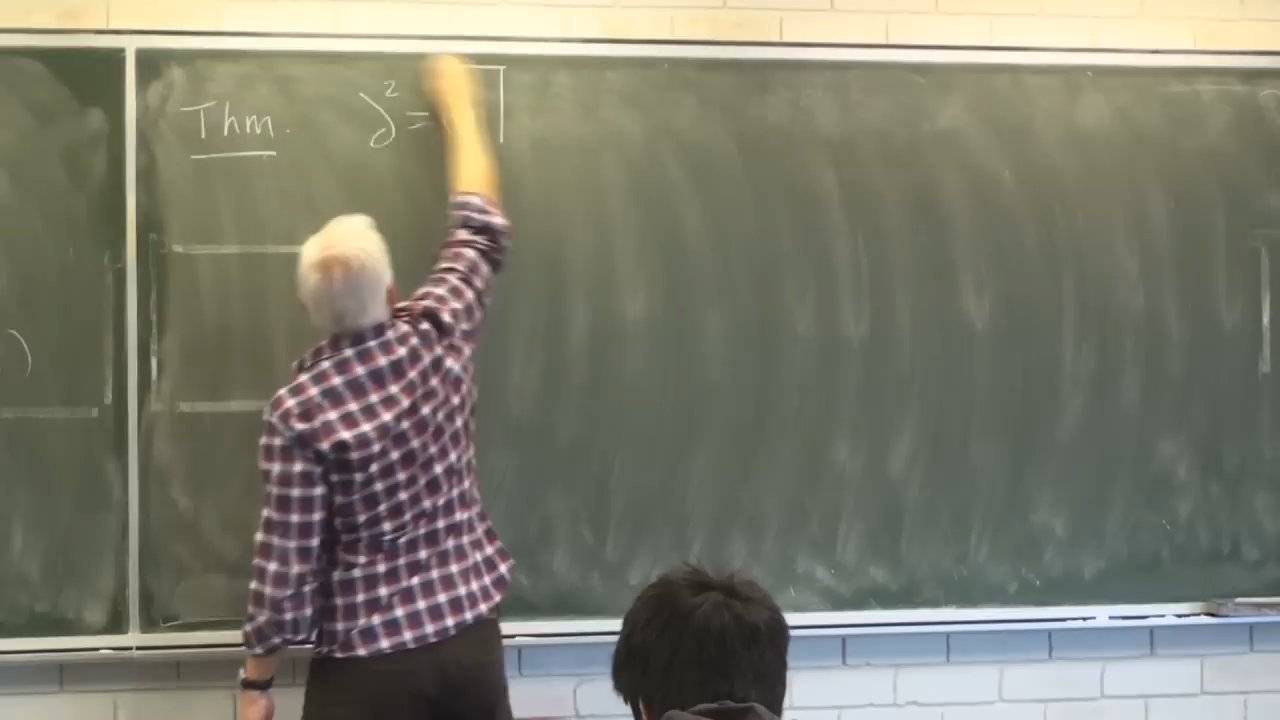 Thm. ∂² =